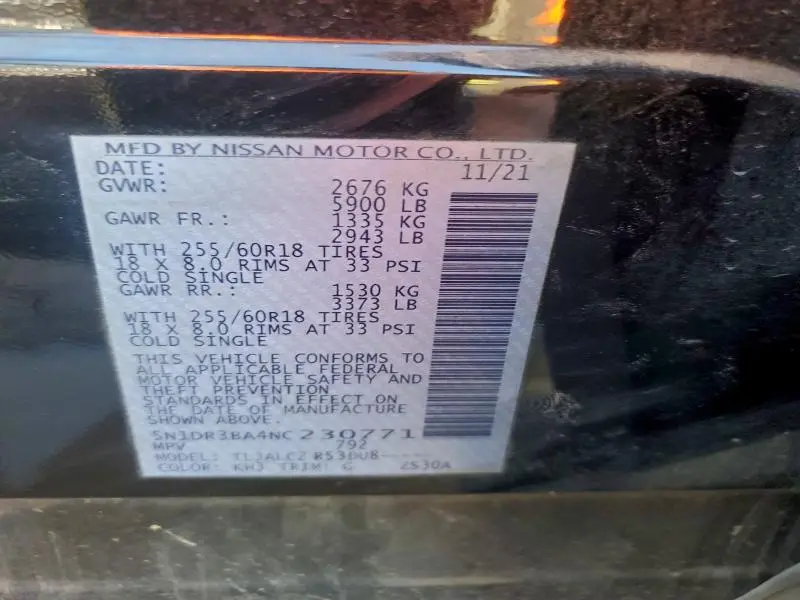 MFD BY NISSAN MOTOR CO., LTD.
DATE: 11/21
GVWR: 2676 KG
5900 LB
GAWR FR.: 1335 KG
2943 LB
WITH 255/60R18 TIRES
18 X 8.0 RIMS AT 33 PSI
COLD SINGLE
GAWR RR.: 1530 KG
3373 LB
WITH 255/60R18 TIRES
18 X 8.0 RIMS AT 33 PSI
COLD SINGLE
THIS VEHICLE CONFORMS TO
ALL APPLICABLE FEDERAL
MOTOR VEHICLE SAFETY AND
THEFT PREVENTION
STANDARDS IN EFFECT ON
THE DATE OF MANUFACTURE
SHOWN ABOVE.
5N1DR3BA4NC230771
MPV 792
MODEL:
COLOR: KH3 TRIM: G 2S30A